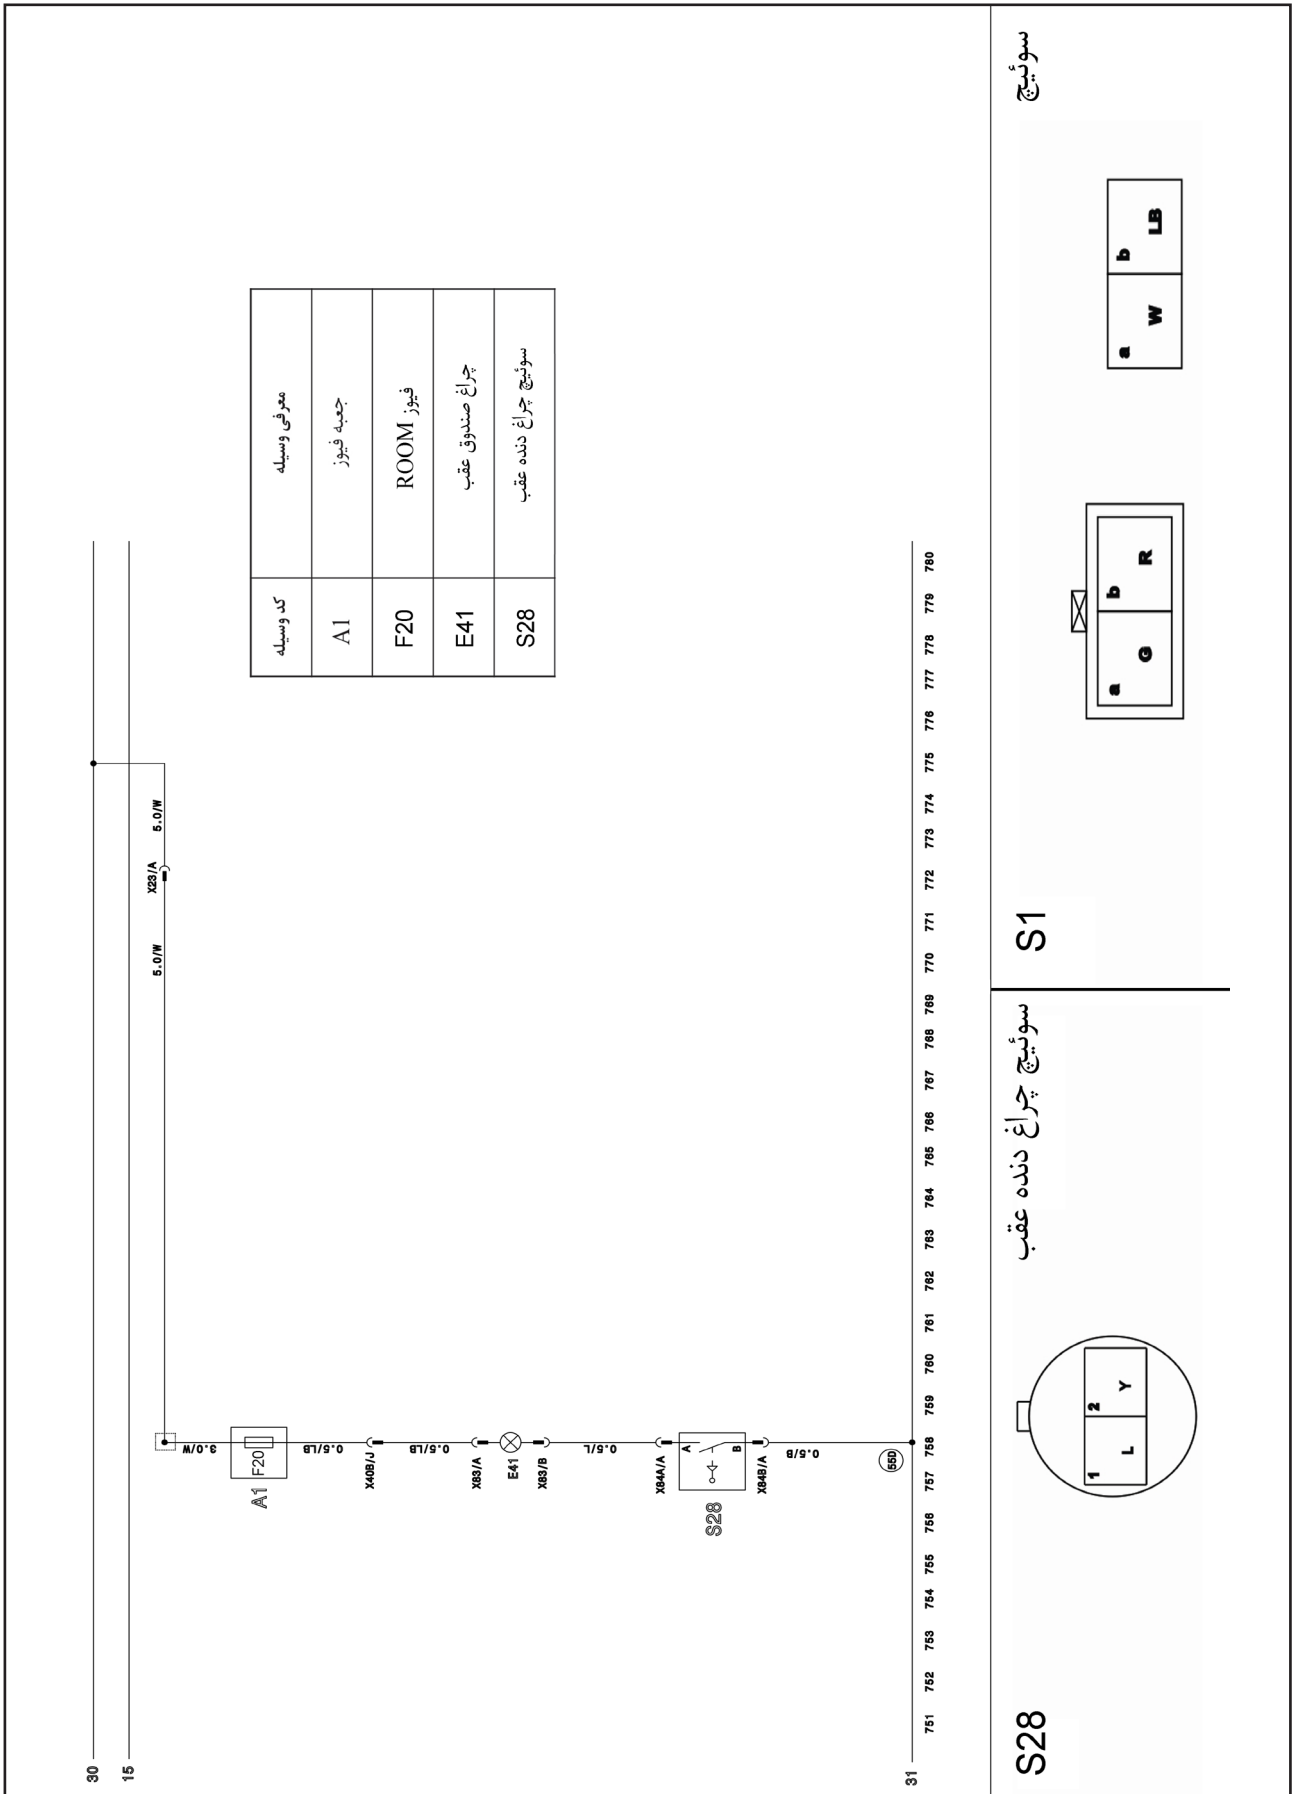 30
15
31
5.0/W
X23/A
5.0/W
3.0/W
A1
F20
0.5/LB
X40B/J
0.5/LB
X83/A
E41
X83/B
0.5/L
X84A/A
A
B
S28
X84B/A
0.5/B
55D
751 752 753 754 755 756 757 758 759 760 761 762 763 764 765 766 767 768 769 770 771 772 773 774 775 776 777 778 779 780
کد وسیله معرفی وسیله
A1 جعبه فیوز
F20 فیوز ROOM
E41 چراغ صندوق عقب
S28 سوئیچ چراغ دنده عقب
S28
سوئیچ چراغ دنده عقب
1 2
L Y
S1
سوئیچ
a b
G R
a b
W LB